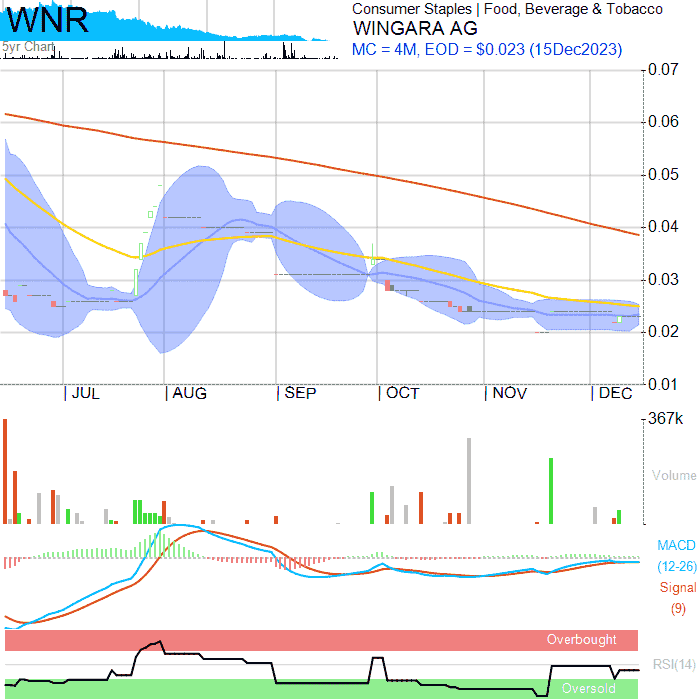 WNR
5yr Chart
Consumer Staples | Food, Beverage & Tobacco
WINGARA AG
MC = 4M, EOD = $0.023 (15Dec2023)
0.07
0.06
0.05
0.04
0.03
0.02
0.01
JUL AUG SEP OCT NOV DEC
367k
Volume
MACD
(12-26)
Signal
(9)
Overbought
RSI(14)
Oversold